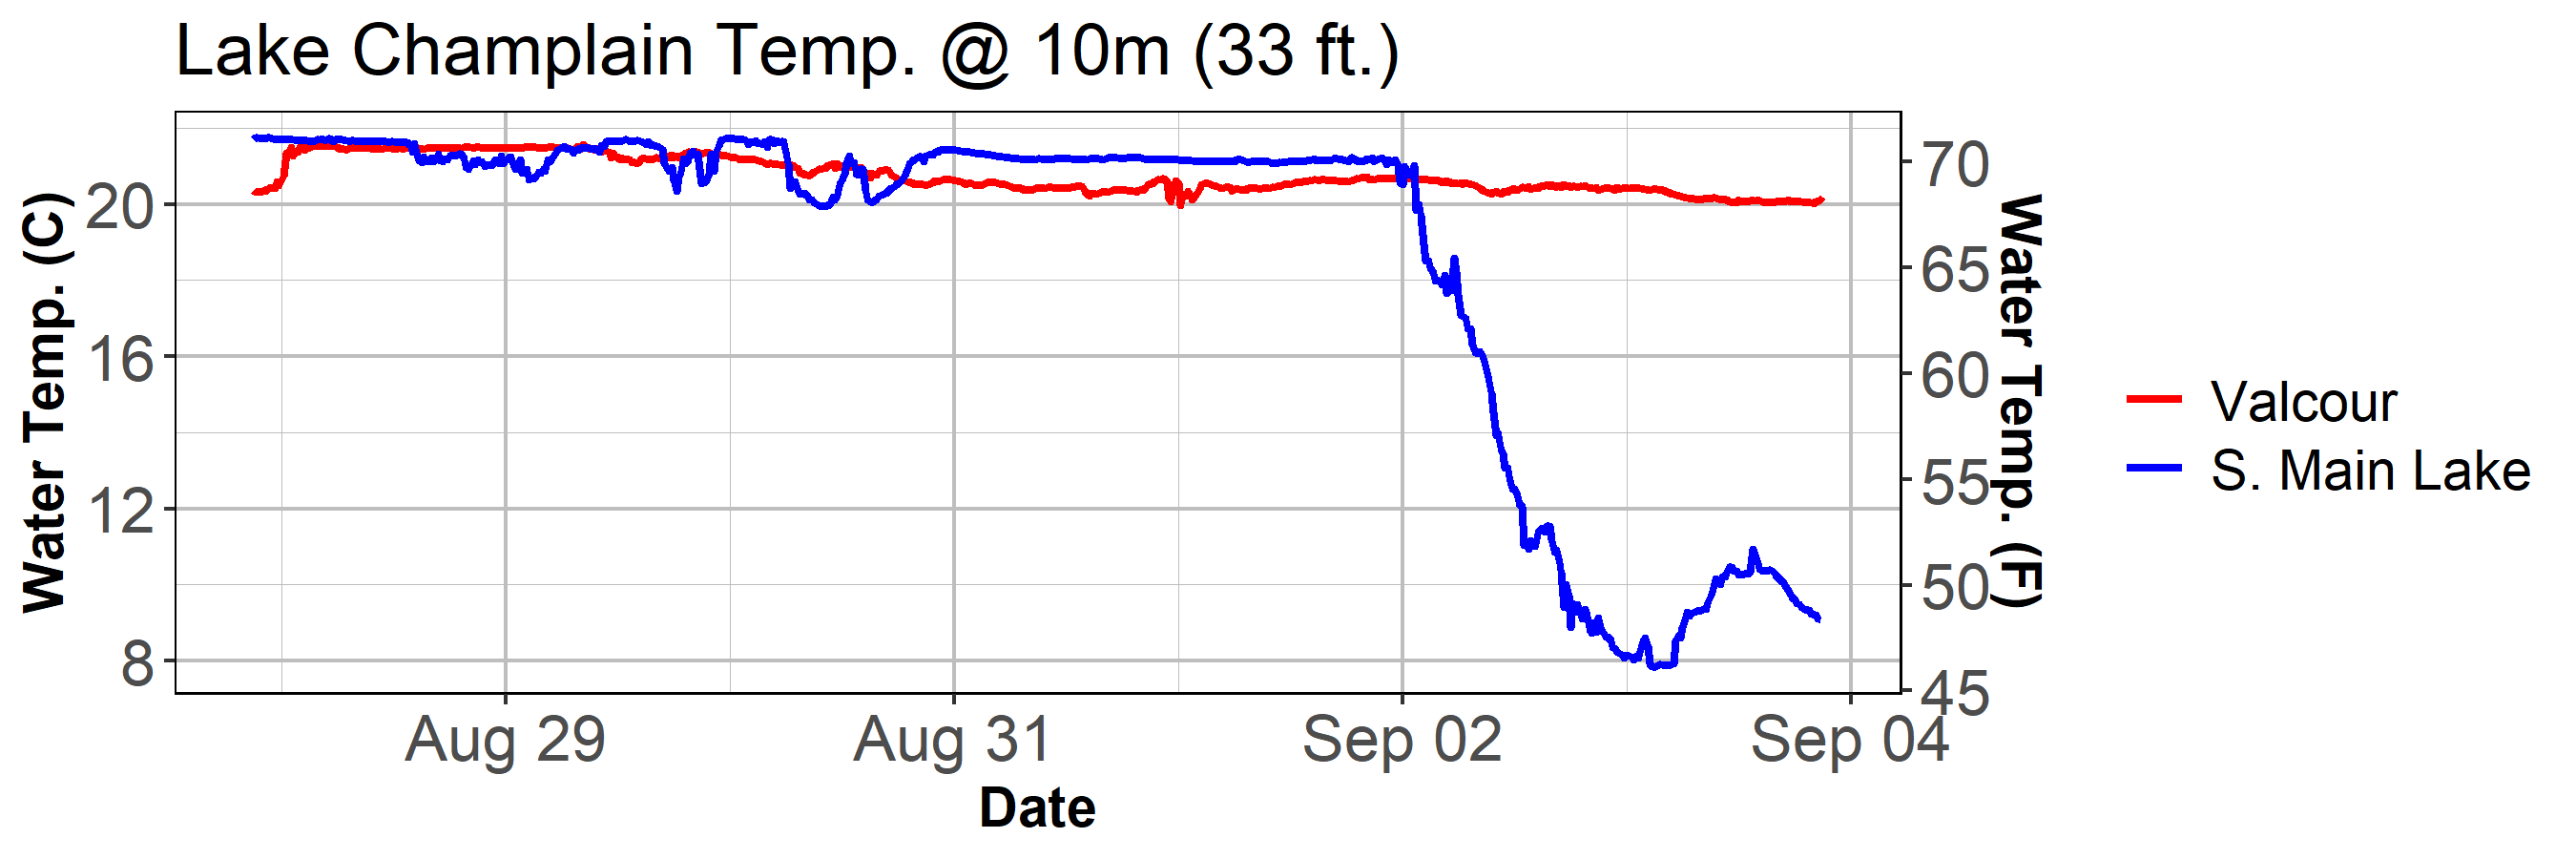 Lake Champlain Temp. @ 10m (33 ft.)
Water Temp. (C)
20
16
12
8
70
65
60
55
50
45
Water Temp. (F)
Aug 29
Aug 31
Sep 02
Sep 04
Date
Valcour
S. Main Lake